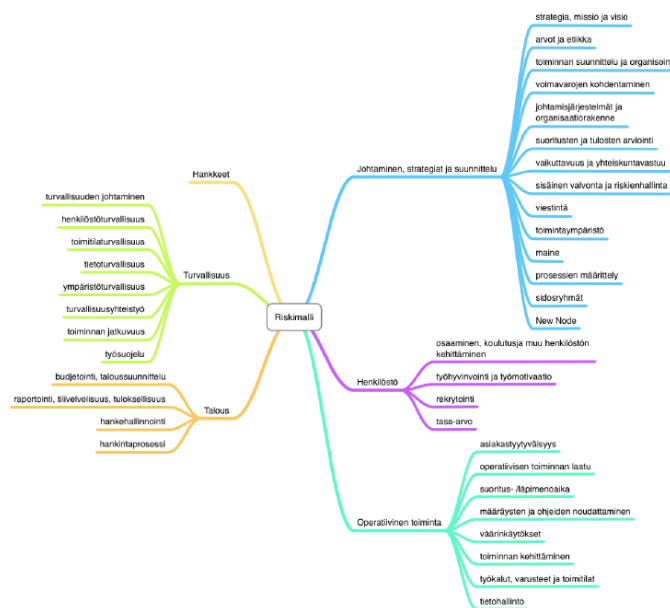 strategia, missio ja visio
arvot ja etiikka
toiminnan suunnittelu ja organisoin
voimavarojen kohdentaminen
johtamisjärjestelmät ja
organisaatiorakenne
suoritusten ja tulosten arviointi
vaikuttavuus ja yhteiskuntavastuu
sisäinen valvonta ja riskienhallinta
viestintä
toimintaympäristö
maine
prosessien määrittely
sidosryhmät
New Node
Johtaminen, strategiat ja suunnittelu
Hankkeet
turvallisuuden johtaminen
henkilöstöturvallisuus
toimitilaturvallisuus
tietoturvallisuus
ympäristöturvallisuus
turvallisuusyhteistyö
toiminnan jatkuvuus
työsuojelu
Turvallisuus
Riskimalli
budjetointi, taloussuunnittelu
raportointi, tilivelvelisuus, tuloksellisuus
hankehallinnointi
hankintaprosessi
Talous
osaaminen, koulutusja muu henkilöstön
kehittäminen
työhyvinvointi ja työmotivaatio
rekrytointi
tasa-arvo
Henkilöstö
asiakastyytyväisyys
operatiivisen toiminnan laatu
suoritus- /läpimenoaika
määräysten ja ohjeiden noudattaminen
väärinkäytökset
toiminnan kehittäminen
työkalut, varusteet ja toimitilat
tietohallinto
Operatiivinen toiminta